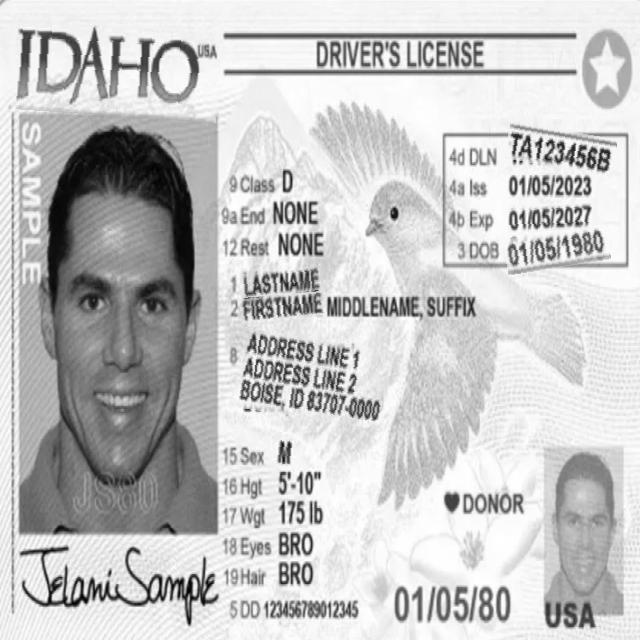 IDAHO USA
DRIVER'S LICENSE
SAMPLE
4d DLN TA123456B
4a Iss 01/05/2023
4b Exp 01/05/2027
3 DOB 01/05/1980
9 Class D
9a End NONE
12 Rest NONE
1 LASTNAME
2 FIRSTNAME MIDDLENAME, SUFFIX
8 ADDRESS LINE 1
ADDRESS LINE 2
BOISE, ID 83707-0000
15 Sex M
16 Hgt 5'-10"
17 Wgt 175 lb
18 Eyes BRO
19 Hair BRO
5 DD 123456789012345
JS80
Jelani Sample
DONOR
01/05/80
USA